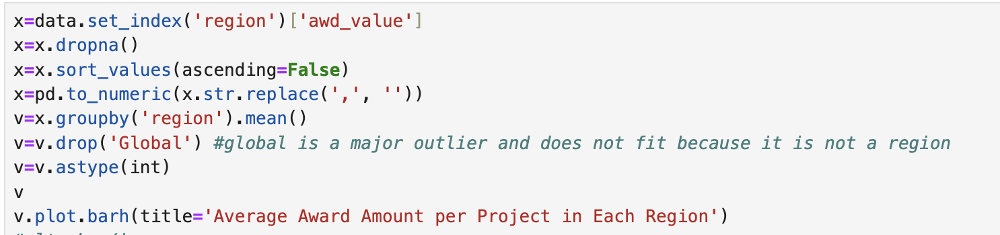 x=data.set_index('region')['awd_value']
x=x.dropna()
x=x.sort_values(ascending=False)
x=pd.to_numeric(x.str.replace(',', ''))
v=x.groupby('region').mean()
v=v.drop('Global') #global is a major outlier and does not fit because it is not a region
v=v.astype(int)
v
v.plot.barh(title='Average Award Amount per Project in Each Region')